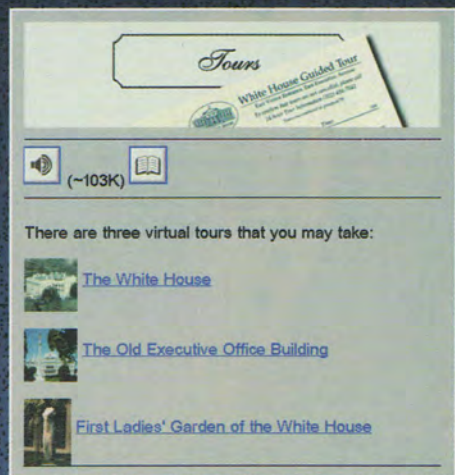 Tours
White House Guided Tour
(~103K)
There are three virtual tours that you may take:
The White House
The Old Executive Office Building
First Ladies' Garden of the White House